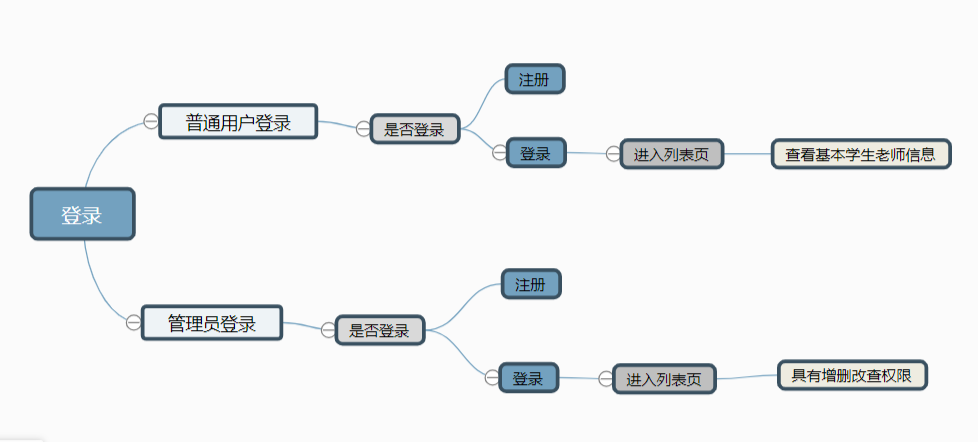 注册
普通用户登录
是否登录
登录
进入列表页
查看基本学生老师信息
登录
注册
管理员登录
是否登录
登录
进入列表页
具有增删改查权限